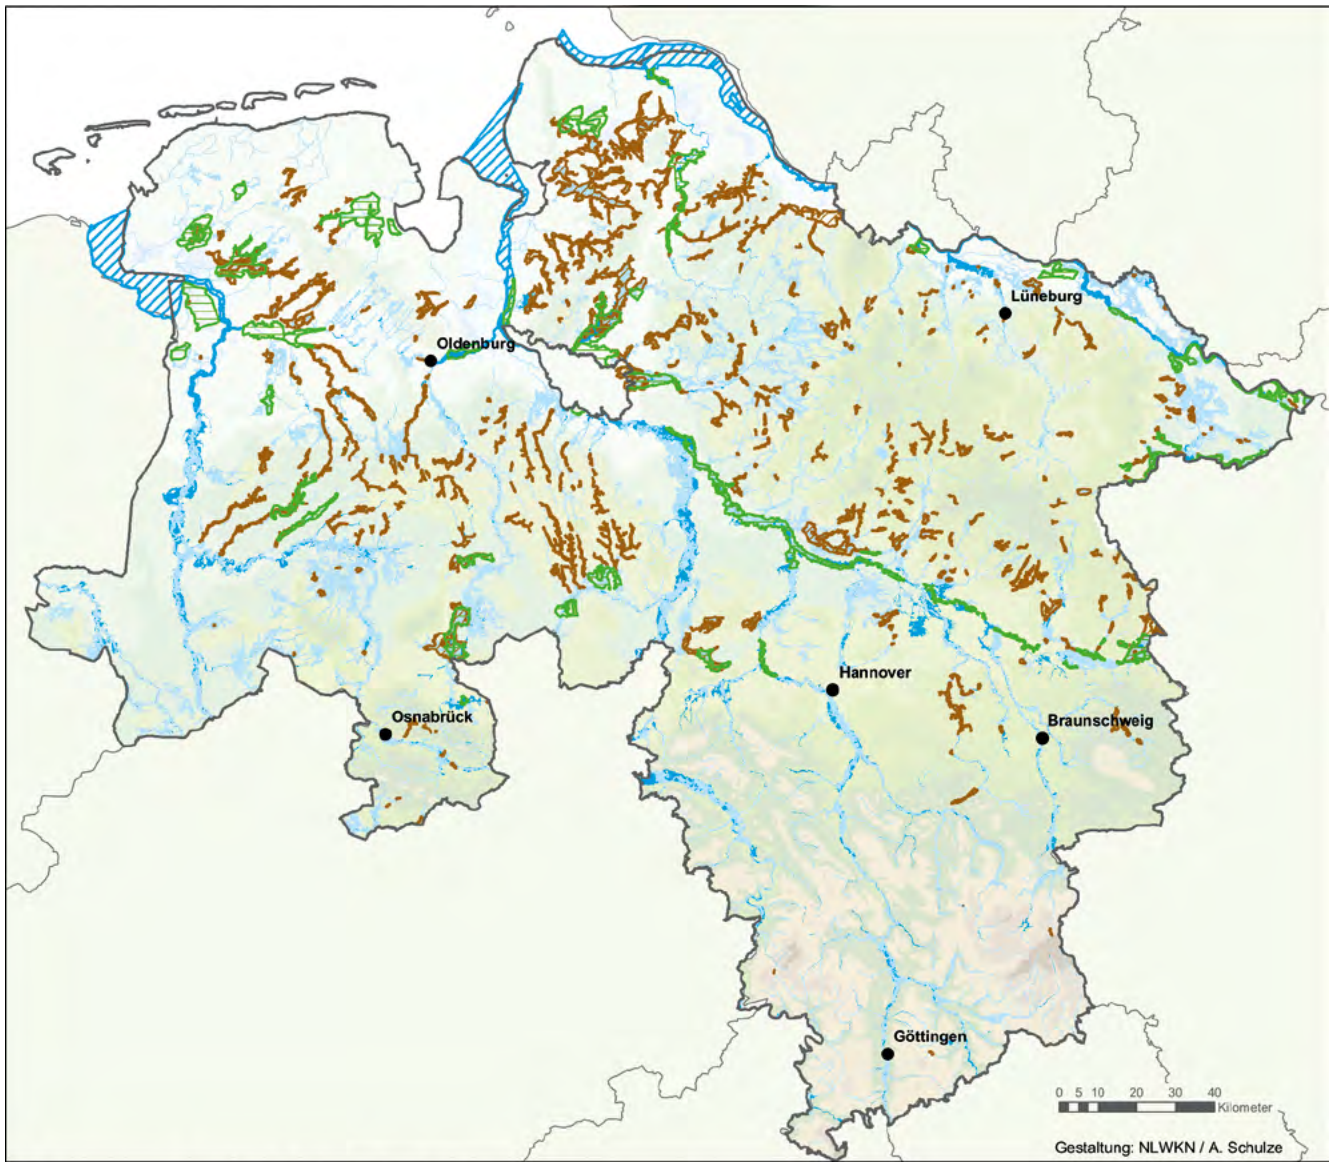 Lüneburg
Oldenburg
Hannover
Osnabrück
Braunschweig
Göttingen
0 5 10 20 30 40
Kilometer
Gestaltung: NLWKN / A. Schulze